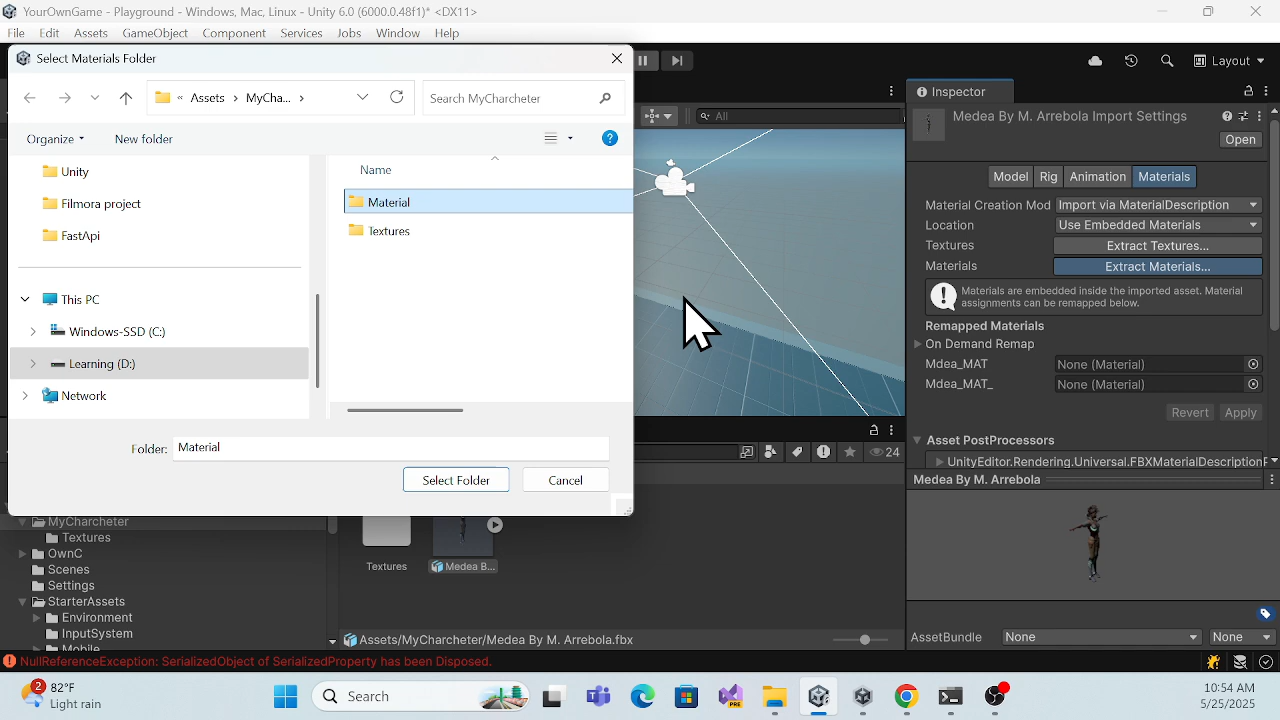 YourOwnGame - Playground - Windows, Mac, Linux - Unity 6.0 (6000.0.48f1)* <DX11>
File Edit Assets GameObject Component Services Jobs Window Help
Select Materials Folder
Layout
Inspector
« Assets › MyCha... ›
Search MyCharcheter
All
Medea By M. Arrebola Import Settings
Open
Organize
New folder
Model Rig Animation Materials
Unity
Filmora project
FastApi
This PC
Windows-SSD (C:)
Learning (D:)
Network
Name
Material
Textures
Material Creation Mod Import via MaterialDescription
Location Use Embedded Materials
Textures Extract Textures...
Materials Extract Materials...
Materials are embedded inside the imported asset. Material
assignments can be remapped below.
Remapped Materials
On Demand Remap
Mdea_MAT None (Material)
Mdea_MAT_ None (Material)
Revert Apply
Asset PostProcessors
UnityEditor.Rendering.Universal.FBXMaterialDescription
Folder: Material
Select Folder Cancel
24
Medea By M. Arrebola
MyCharcheter
Textures
OwnC
Scenes
Settings
StarterAssets
Environment
InputSystem
Mobile
Textures
Medea B...
Assets/MyCharcheter/Medea By M. Arrebola.fbx
AssetBundle None None
NullReferenceException: SerializedObject of SerializedProperty has been Disposed.
2
82°F
Light rain
Search
PRE
10:54 AM
5/25/2025